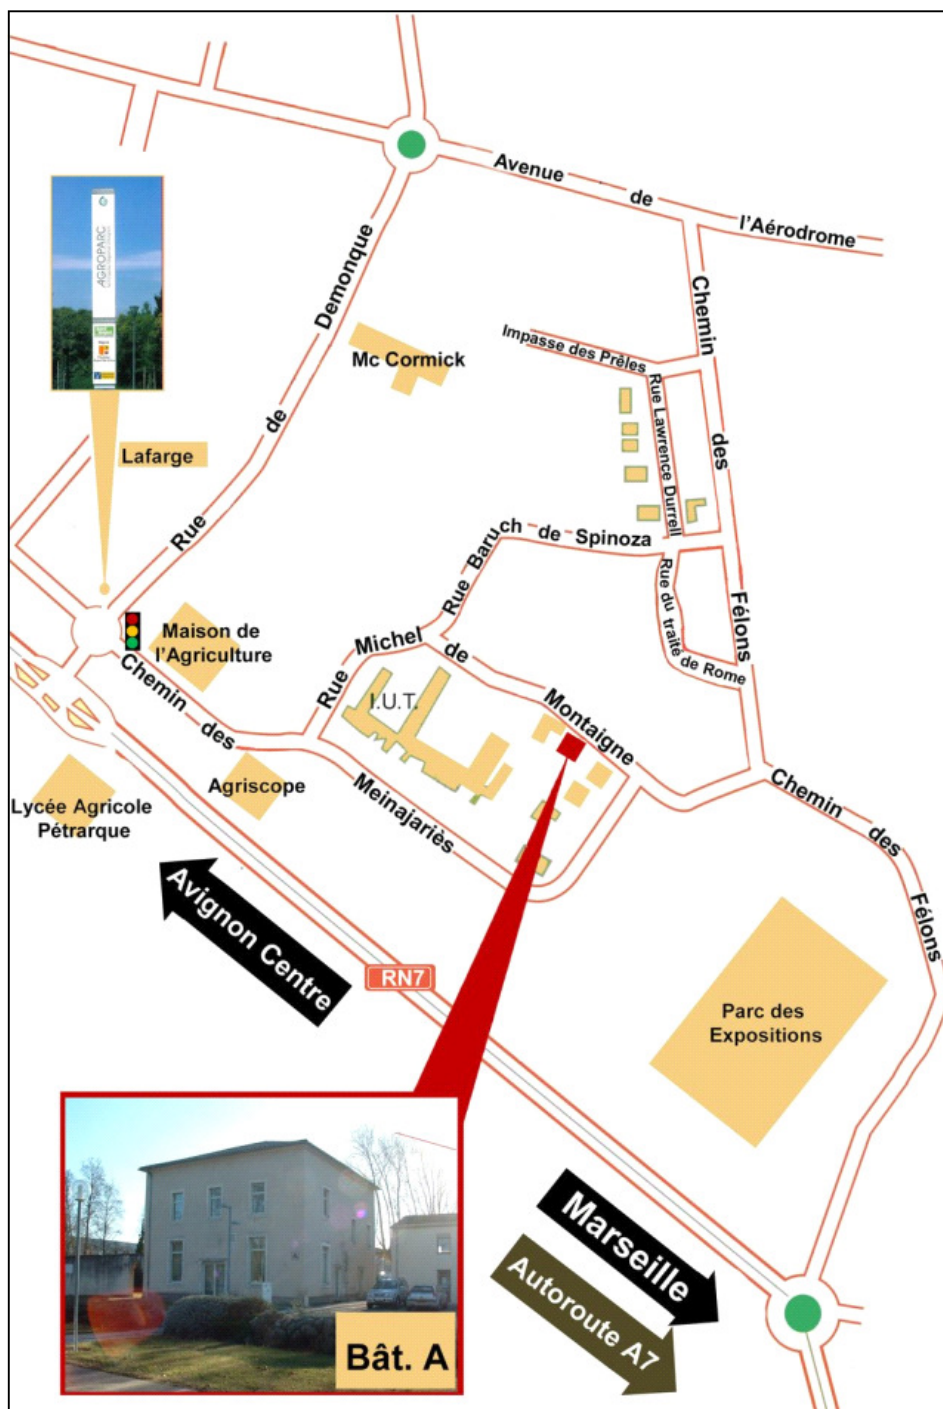 Avenue de l'Aérodrome
AGROPARC
Rue de Demonque
Mc Cormick
Impasse des Prêles
Chemin des Félons
Rue Lawrence Durrell
Lafarge
Rue Baruch de Spinoza
Rue du traité de Rome
Maison de
l'Agriculture
Rue Michel de Montaigne
I.U.T.
Chemin des Meinajariès
Agriscope
Lycée Agricole
Pétrarque
Chemin des Félons
Avignon Centre
RN7
Parc des
Expositions
Marseille
Autoroute A7
Bât. A